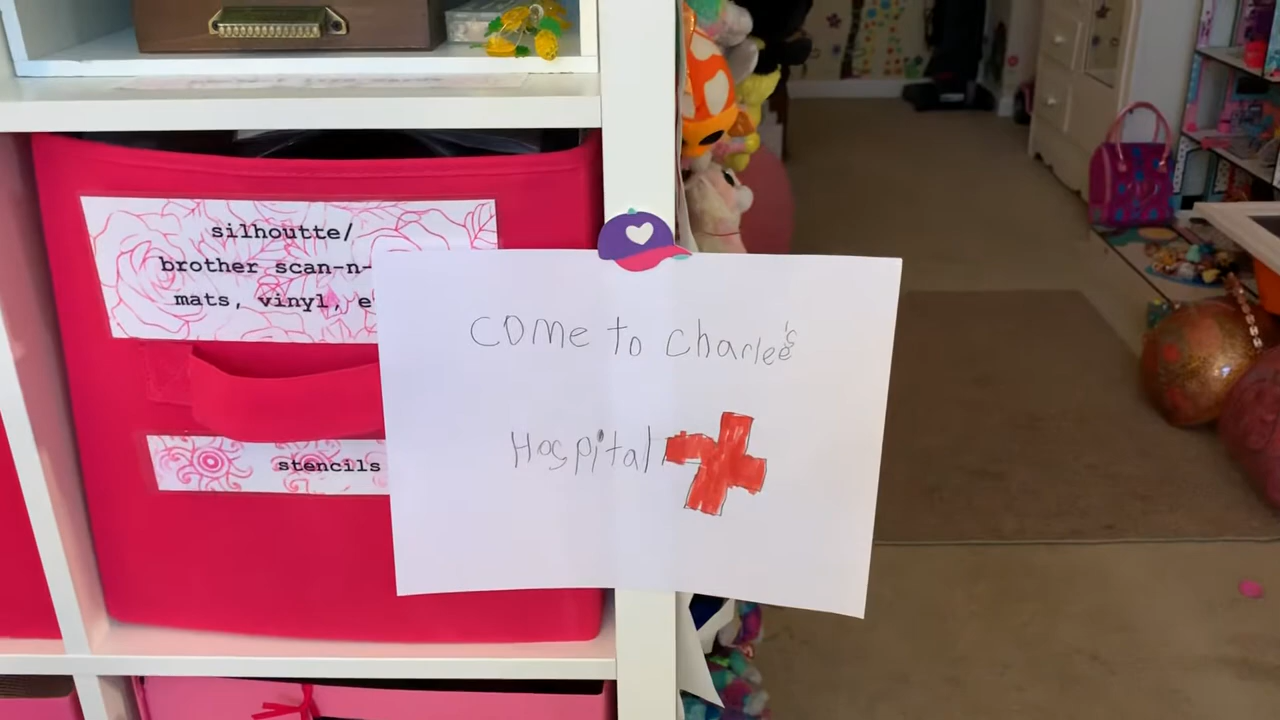 silhoutte/
brother scan-n-
mats, vinyl, e
stencils
come to Charlee's
Hospital